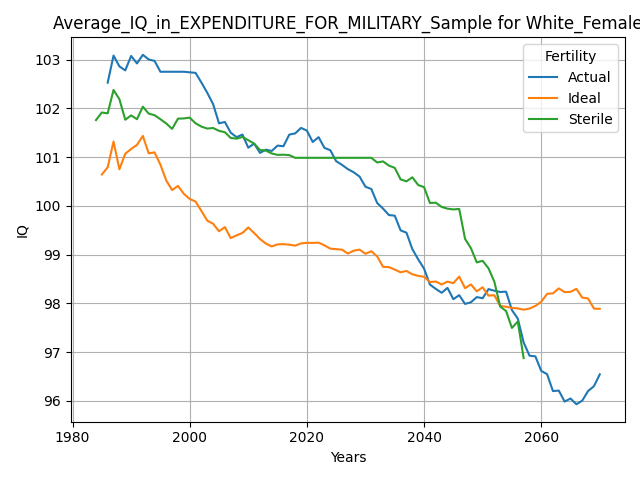 Average_IQ_in_EXPENDITURE_FOR_MILITARY_Sample for White_Female
Fertility
Actual
Ideal
Sterile
103
102
101
100
99
98
97
96
IQ
1980
2000
2020
2040
2060
Years